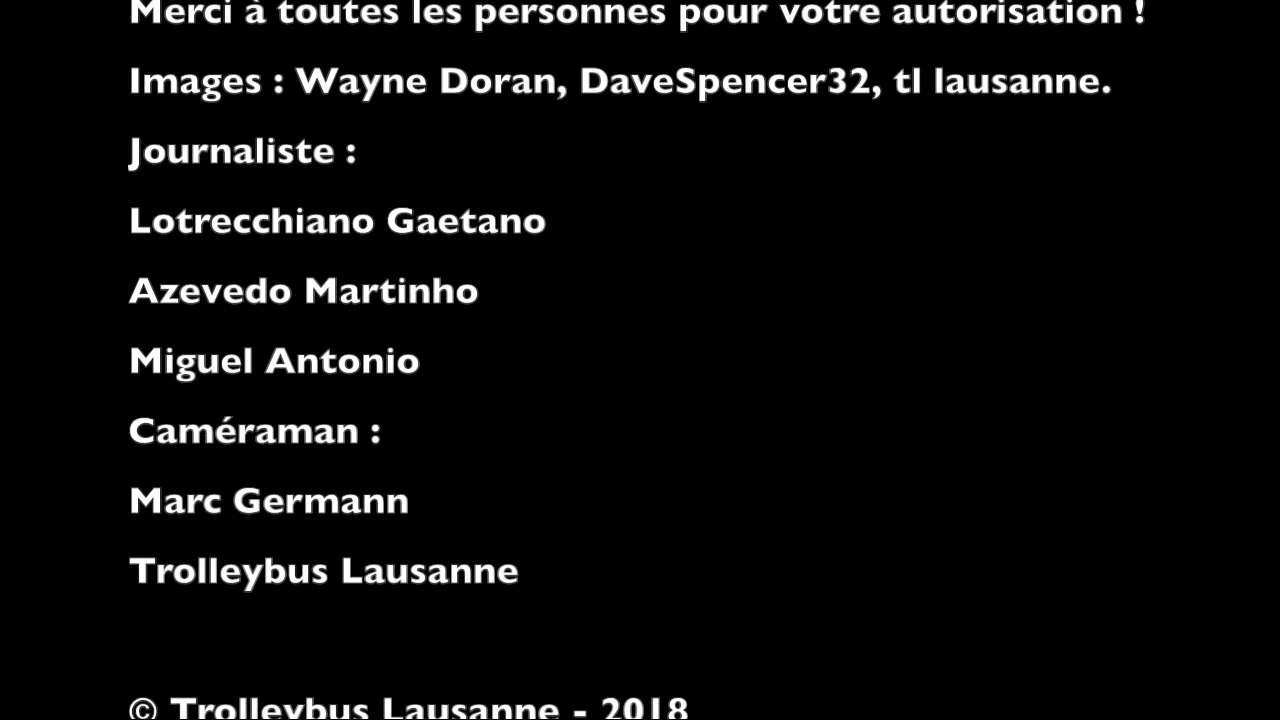 Merci à toutes les personnes pour votre autorisation !
Images : Wayne Doran, DaveSpencer32, tl lausanne.
Journaliste :
Lotrecchiano Gaetano
Azevedo Martinho
Miguel Antonio
Caméraman :
Marc Germann
Trolleybus Lausanne
© Trolleybus Lausanne - 2018